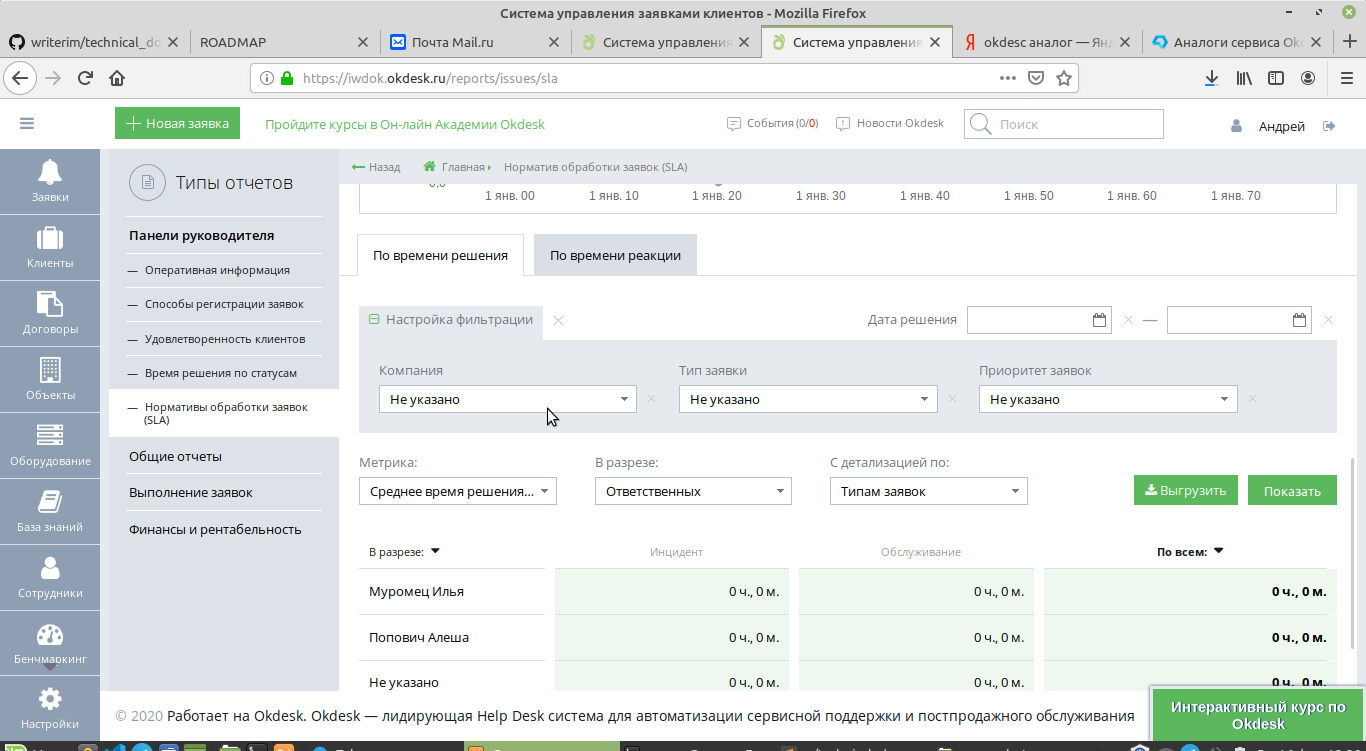 Система управления заявками клиентов - Mozilla Firefox
writerim/technical_do
ROADMAP
Почта Mail.ru
Система управления
Система управления
okdesc аналог — Янд
Аналоги сервиса Okd
https://iwdok.okdesk.ru/reports/issues/sla
Новая заявка
Пройдите курсы в Он-лайн Академии Okdesk
События (0/0)
Новости Okdesk
Поиск
Андрей
Заявки
Клиенты
Договоры
Объекты
Оборудование
База знаний
Сотрудники
Бенчмаркинг
Настройки
Типы отчетов
Панели руководителя
— Оперативная информация
— Способы регистрации заявок
— Удовлетворенность клиентов
— Время решения по статусам
— Нормативы обработки заявок
(SLA)
Общие отчеты
Выполнение заявок
Финансы и рентабельность
Назад
Главная
Норматив обработки заявок (SLA)
0,0
1 янв. 00 1 янв. 10 1 янв. 20 1 янв. 30 1 янв. 40 1 янв. 50 1 янв. 60 1 янв. 70
По времени решения
По времени реакции
Настройка фильтрации
Дата решения
—
Компания
Тип заявки
Приоритет заявок
Не указано
Не указано
Не указано
Метрика:
В разрезе:
С детализацией по:
Среднее время решения...
Ответственных
Типам заявок
Выгрузить
Показать
В разрезе: Инцидент Обслуживание По всем:
Муромец Илья 0 ч., 0 м. 0 ч., 0 м. 0 ч., 0 м.
Попович Алеша 0 ч., 0 м. 0 ч., 0 м. 0 ч., 0 м.
Не указано 0 ч., 0 м. 0 ч., 0 м. 0 ч., 0 м.
© 2020 Работает на Okdesk. Okdesk — лидирующая Help Desk система для автоматизации сервисной поддержки и постпродажного обслуживания
Интерактивный курс по
Okdesk